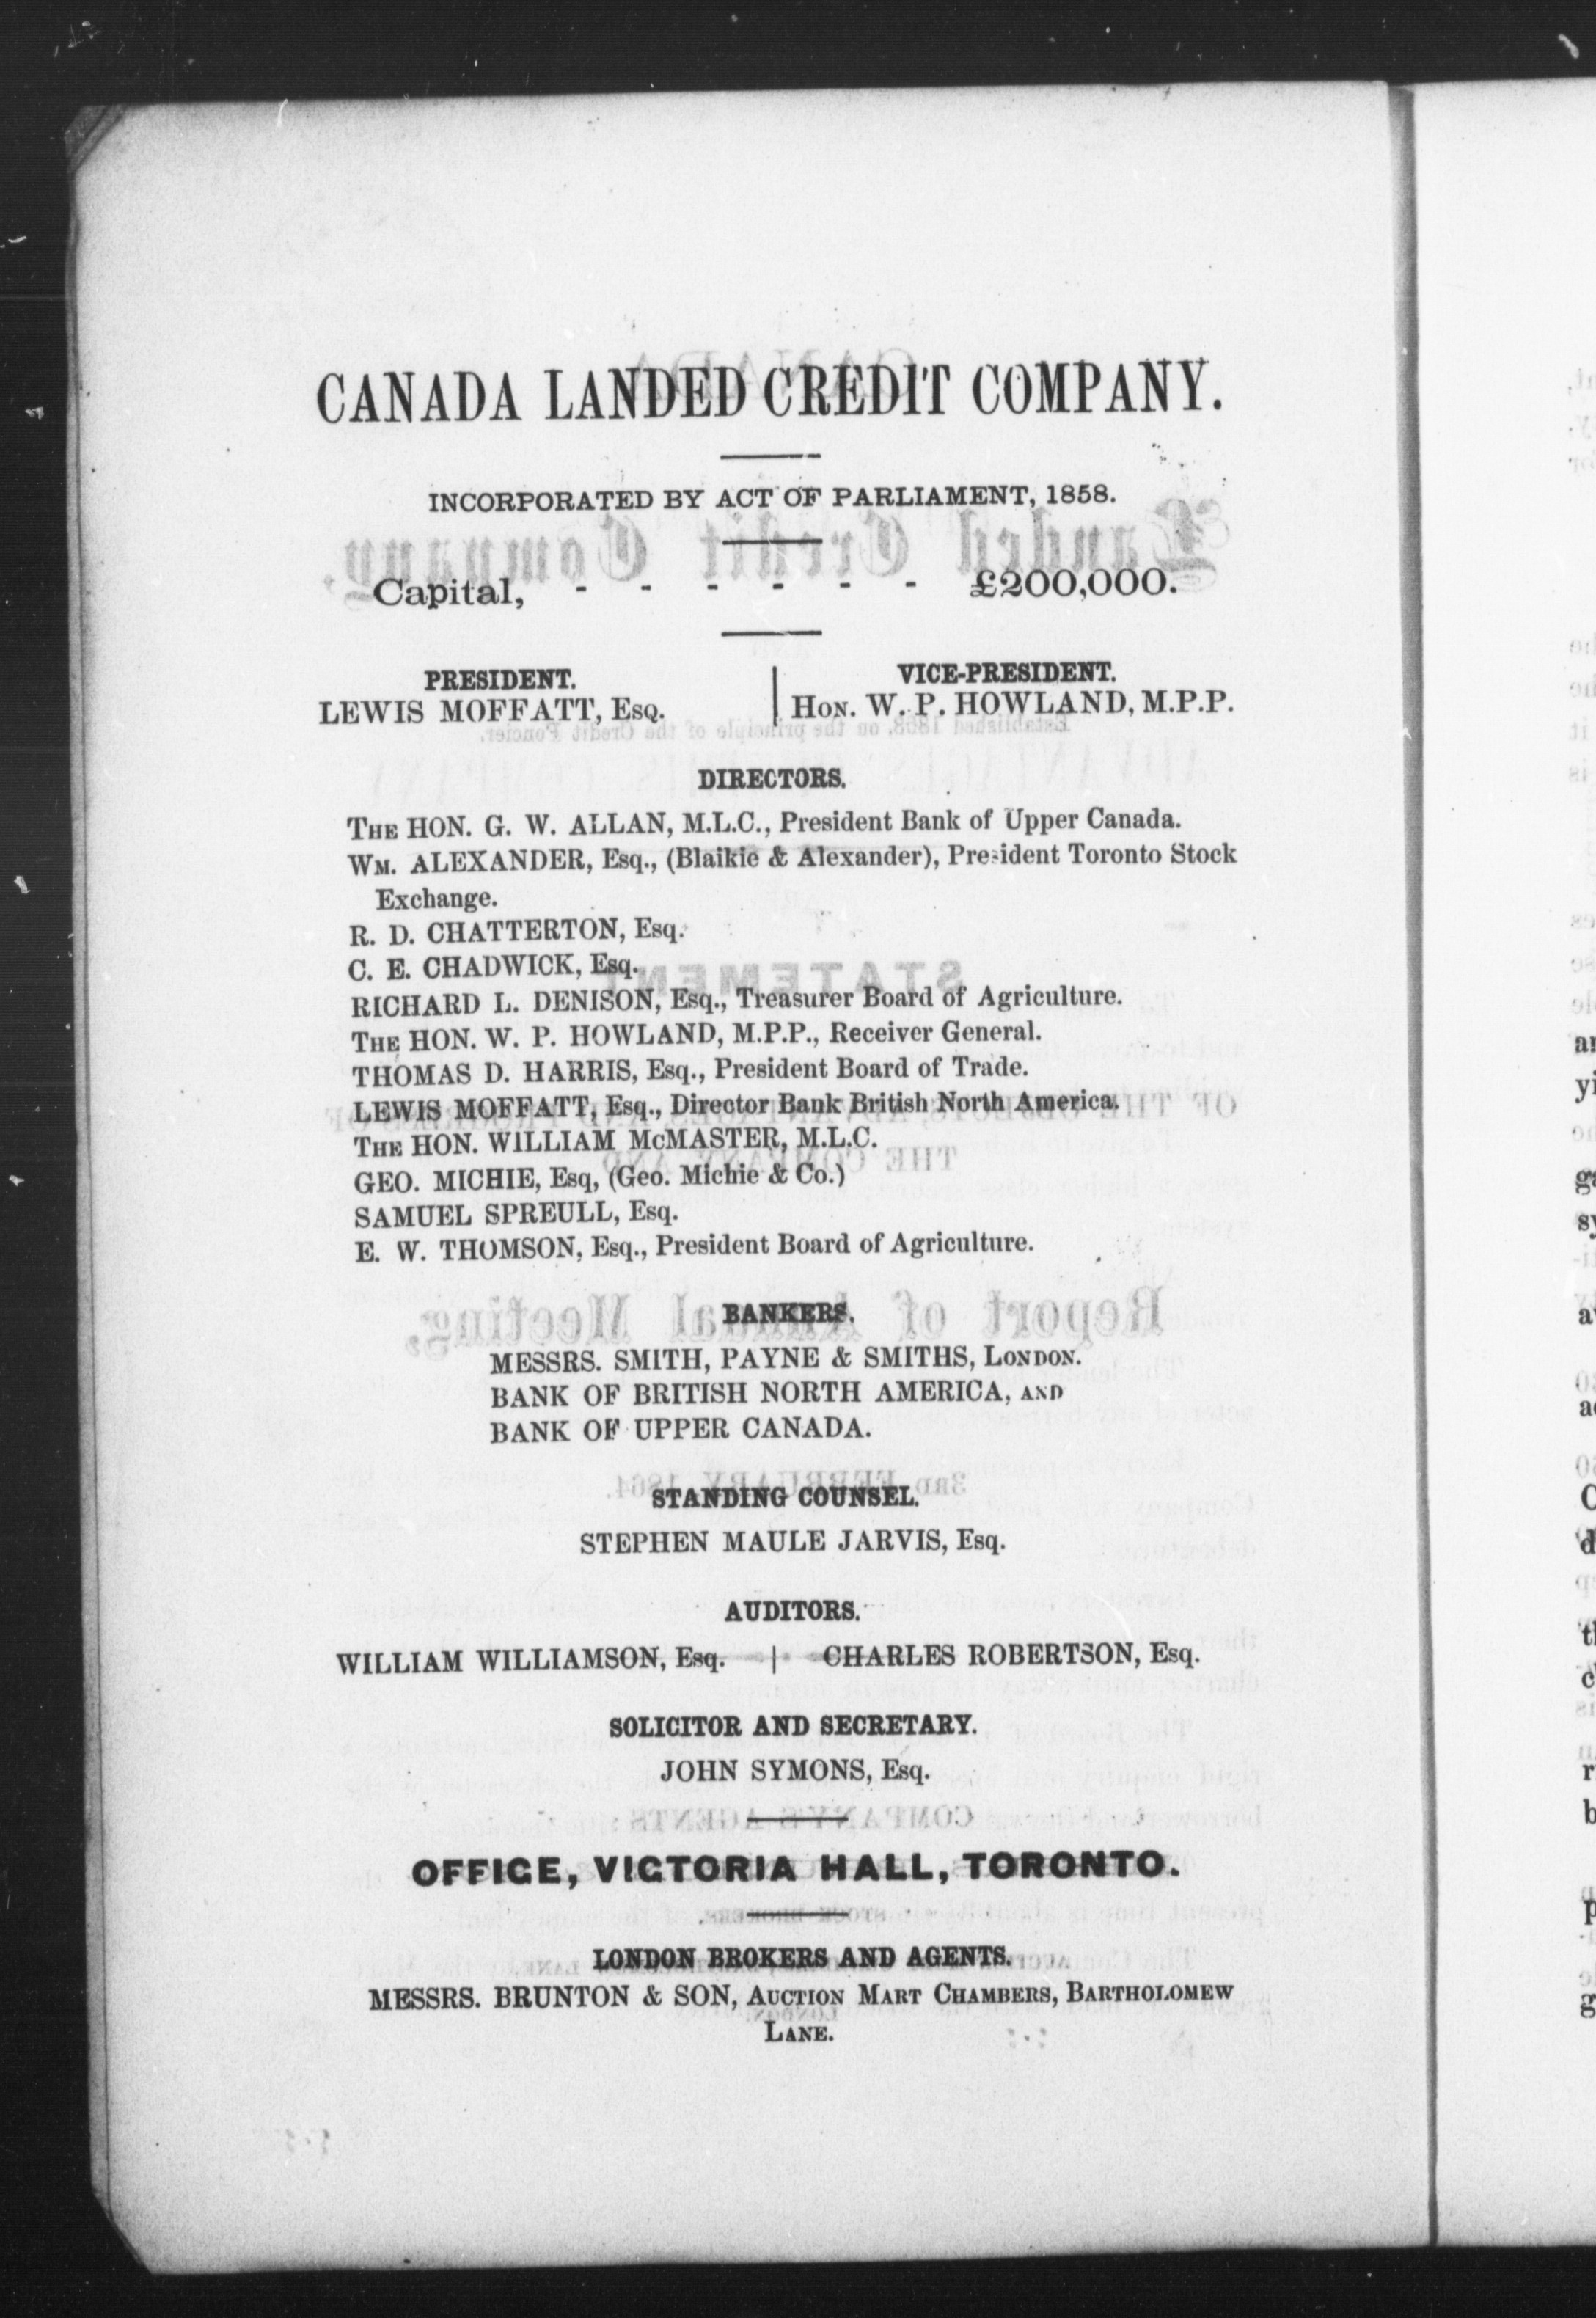 CANADA LANDED CREDIT COMPANY.
INCORPORATED BY ACT OF PARLIAMENT, 1858.
Capital, - - - - - - £200,000.
PRESIDENT.
LEWIS MOFFATT, Esq.
VICE-PRESIDENT.
Hon. W. P. HOWLAND, M.P.P.
DIRECTORS.
The HON. G. W. ALLAN, M.L.C., President Bank of Upper Canada.
Wm. ALEXANDER, Esq., (Blaikie & Alexander), President Toronto Stock
Exchange.
R. D. CHATTERTON, Esq.
C. E. CHADWICK, Esq.
RICHARD L. DENISON, Esq., Treasurer Board of Agriculture.
The HON. W. P. HOWLAND, M.P.P., Receiver General.
THOMAS D. HARRIS, Esq., President Board of Trade.
LEWIS MOFFATT, Esq., Director Bank British North America.
The HON. WILLIAM McMASTER, M.L.C.
GEO. MICHIE, Esq, (Geo. Michie & Co.)
SAMUEL SPREULL, Esq.
E. W. THOMSON, Esq., President Board of Agriculture.
BANKERS.
MESSRS. SMITH, PAYNE & SMITHS, London.
BANK OF BRITISH NORTH AMERICA, and
BANK OF UPPER CANADA.
STANDING COUNSEL.
STEPHEN MAULE JARVIS, Esq.
AUDITORS.
WILLIAM WILLIAMSON, Esq. | CHARLES ROBERTSON, Esq.
SOLICITOR AND SECRETARY.
JOHN SYMONS, Esq.
OFFICE, VICTORIA HALL, TORONTO.
LONDON BROKERS AND AGENTS.
MESSRS. BRUNTON & SON, Auction Mart Chambers, Bartholomew
Lane.